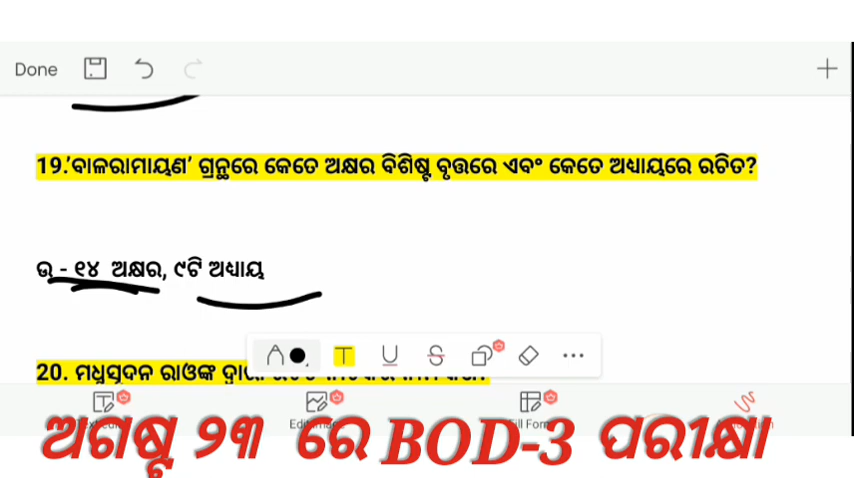 Done
19.'ବାଳରାମାୟଣ' ଗ୍ରନ୍ଥରେ କେତେ ଅକ୍ଷର ବିଶିଷ୍ଟ ବୃତ୍ତରେ ଏବଂ କେତେ ଅଧ୍ୟାୟରେ ରଚିତ?
ଉ - ୧୪ ଅକ୍ଷର, ୯ଟି ଅଧ୍ୟାୟ
20. ମଧୁସୂଦନ ରାଓଙ୍କ ଦ୍ୱାରା
ଅଗଷ୍ଟ ୨୩ ରେ BOD-3 ପରୀକ୍ଷା